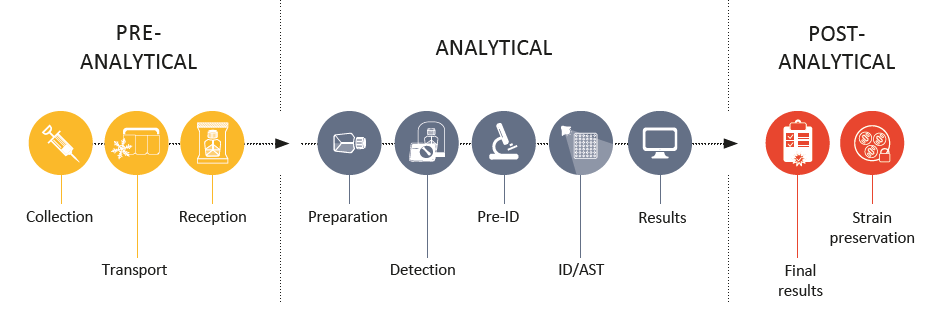 PRE-
ANALYTICAL
ANALYTICAL
POST-
ANALYTICAL
Collection
Transport
Reception
Preparation
Detection
Pre-ID
ID/AST
Results
Final
results
Strain
preservation